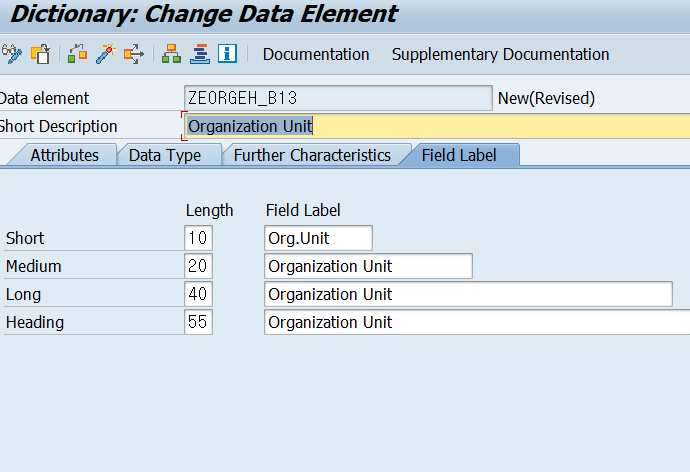 Dictionary: Change Data Element
Documentation Supplementary Documentation
Data element ZEORGEH_B13 New(Revised)
Short Description Organization Unit
Attributes Data Type Further Characteristics Field Label
Length Field Label
Short 10 Org.Unit
Medium 20 Organization Unit
Long 40 Organization Unit
Heading 55 Organization Unit